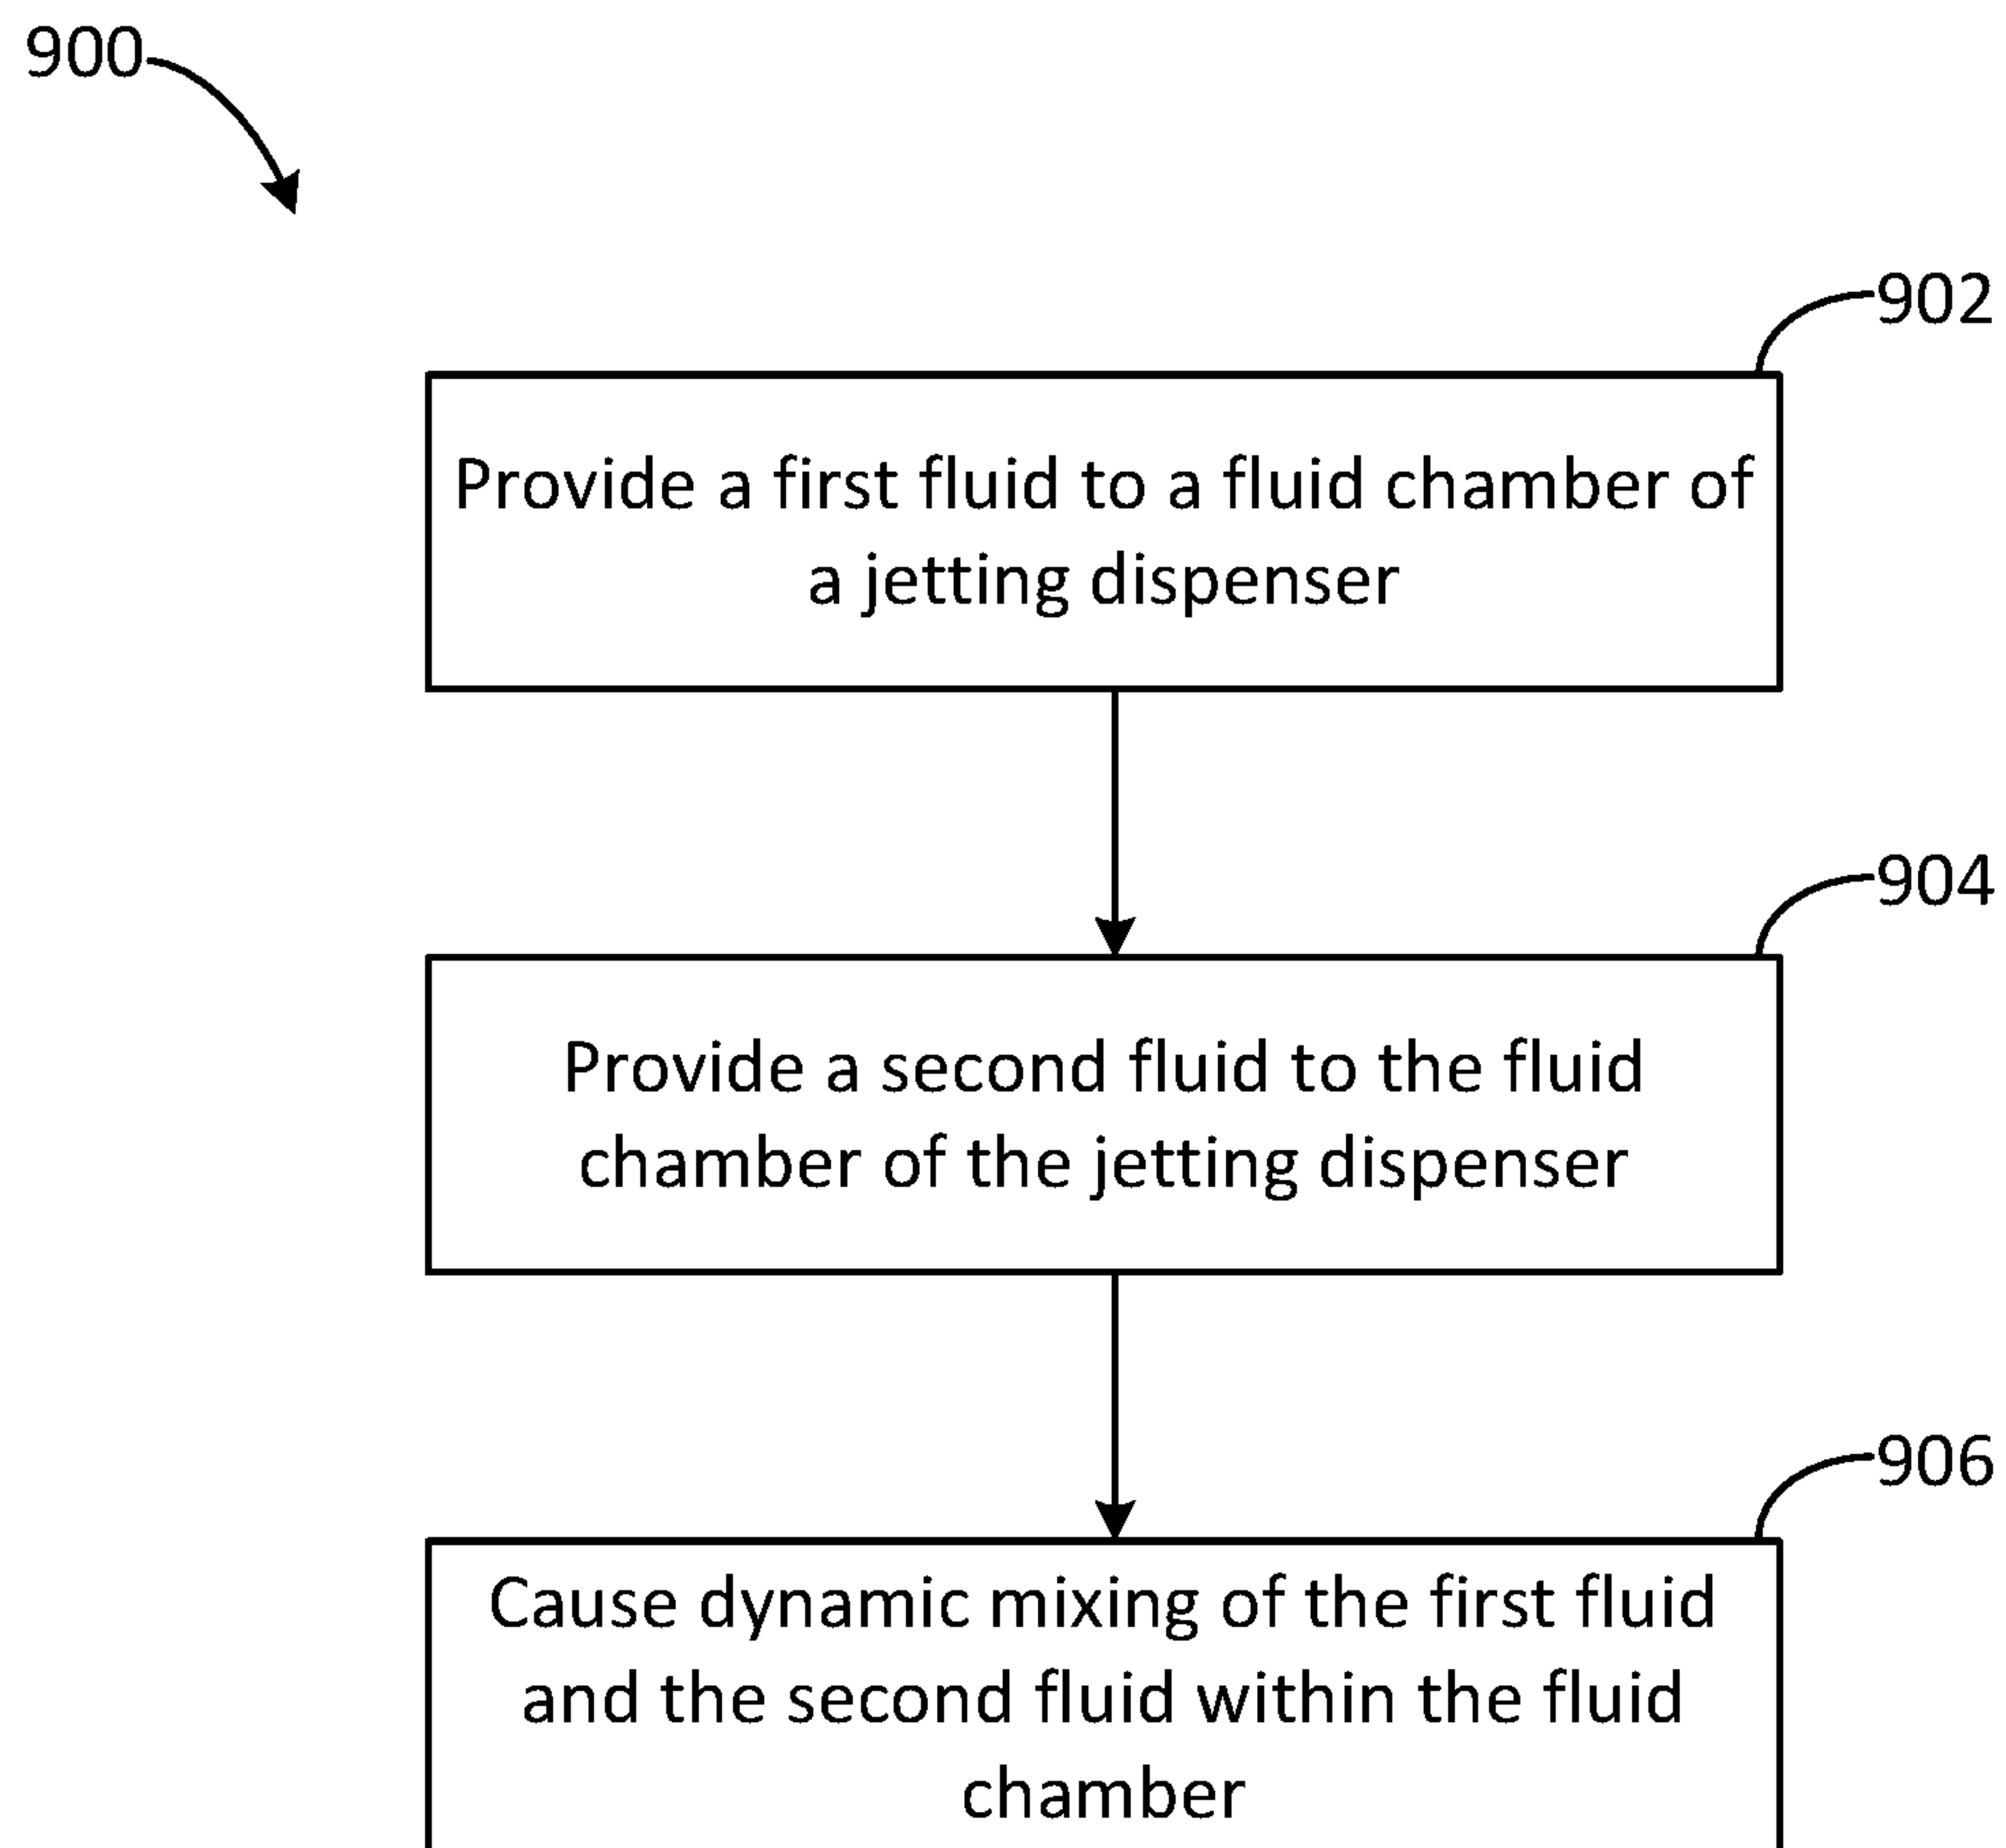 900
902
Provide a first fluid to a fluid chamber of
a jetting dispenser
904
Provide a second fluid to the fluid
chamber of the jetting dispenser
906
Cause dynamic mixing of the first fluid
and the second fluid within the fluid
chamber